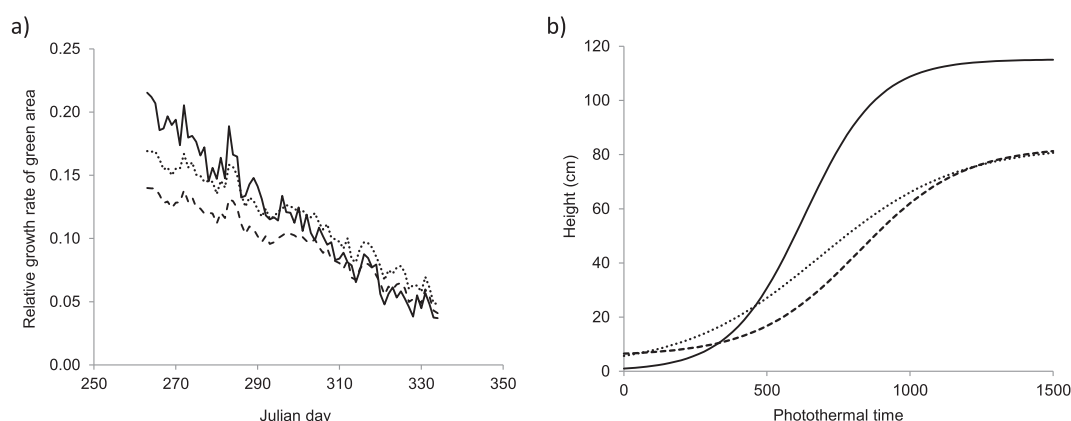 a)
Relative growth rate of green area
0.25
0.20
0.15
0.10
0.05
0.00
250 270 290 310 330 350
Julian day
b)
Height (cm)
120
100
80
60
40
20
0
0 500 1000 1500
Photothermal time